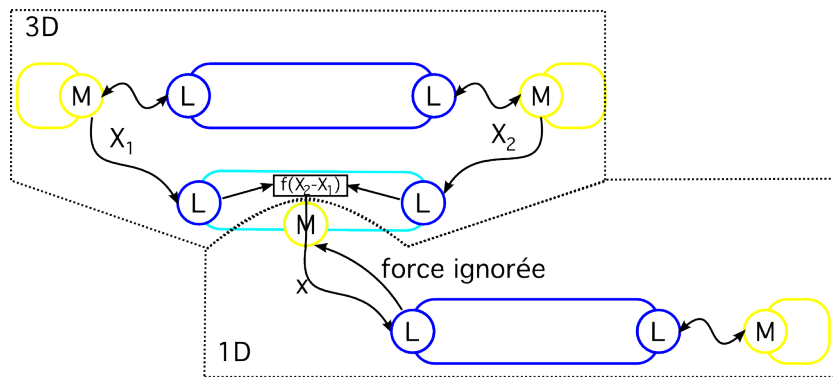 3D
M L L M
X₁ X₂
f(X₂-X₁)
L L
M
force ignorée
x
L L M
1D